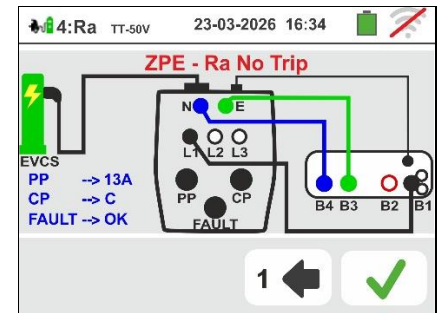 4:Ra TT-50V 23-03-2026 16:34
ZPE - Ra No Trip
N E
L1 L2 L3
EVCS
PP --> 13A
CP --> C
FAULT --> OK
PP CP
FAULT
B4 B3 B2 B1
1